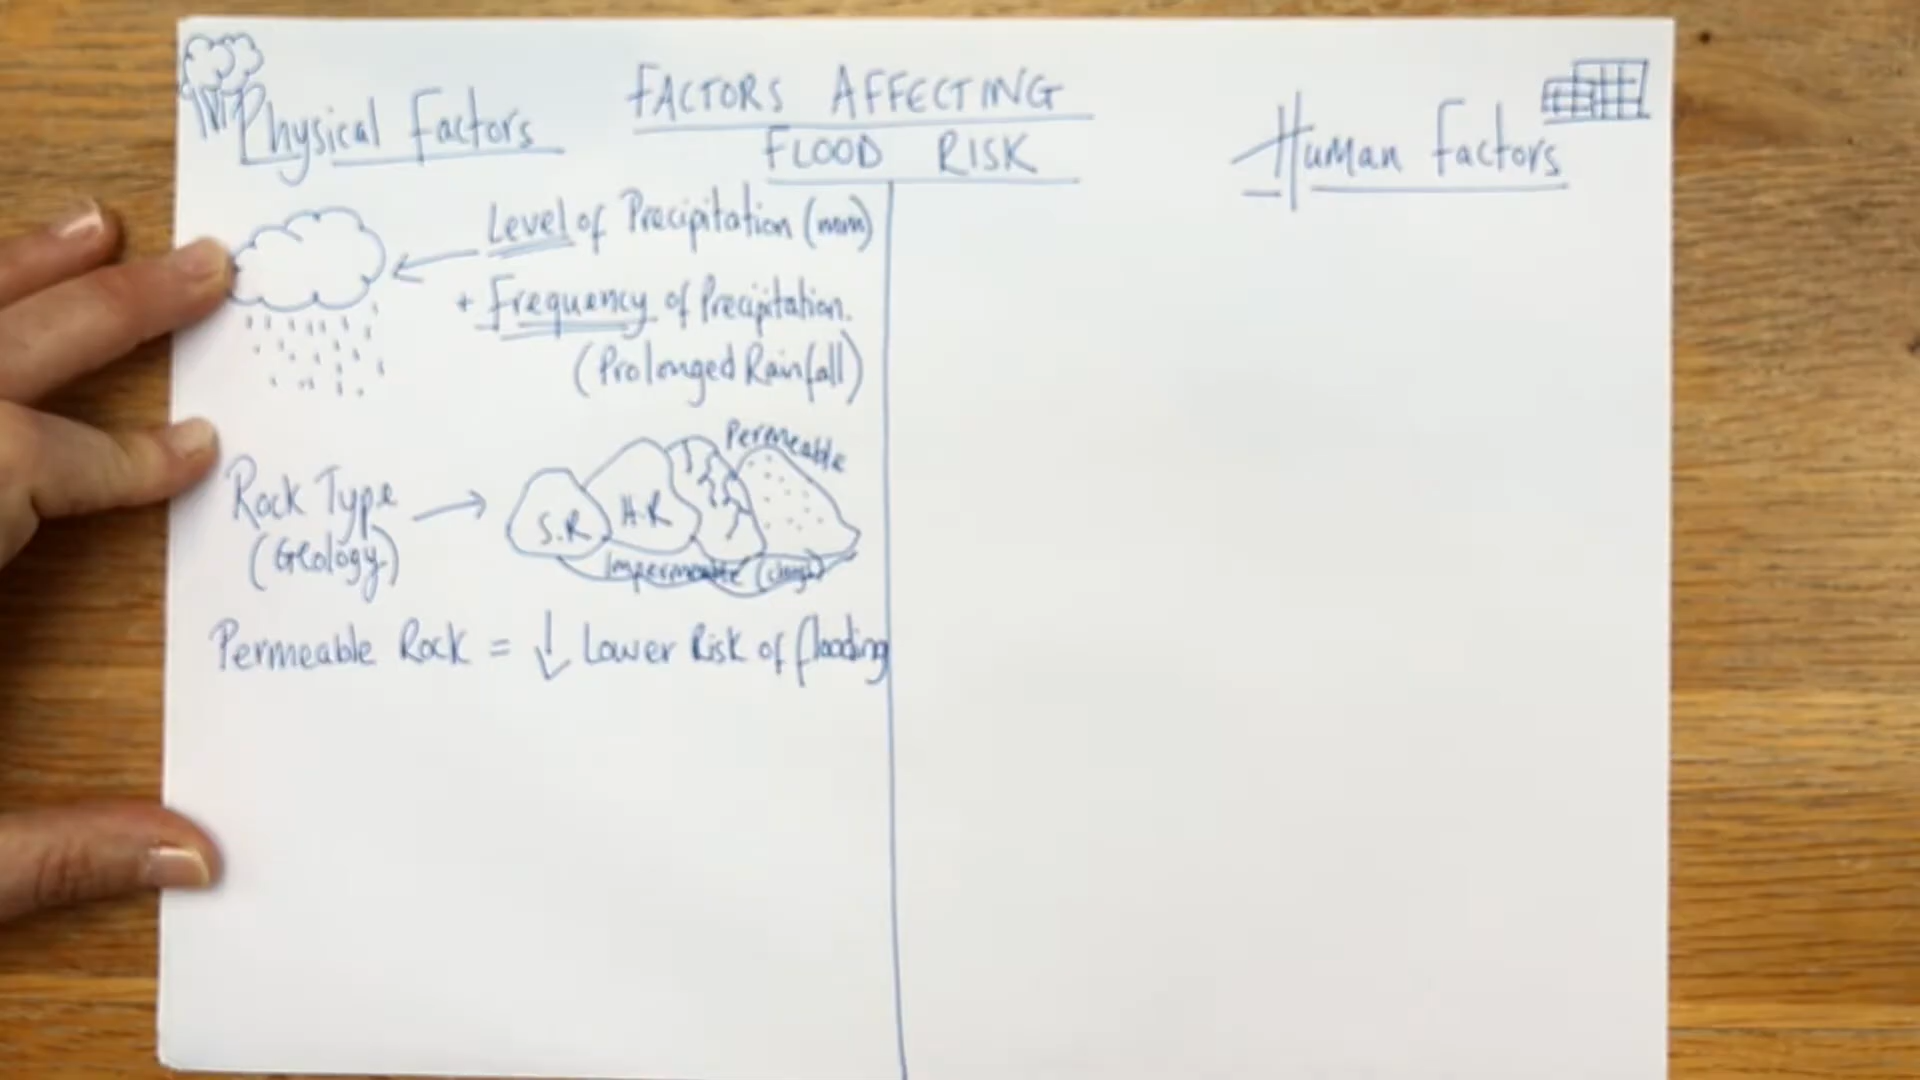 FACTORS AFFECTING
FLOOD RISK
Physical Factors
Human Factors
Level of Precipitation (mm)
+ Frequency of Precipitation.
(Prolonged Rainfall)
Rock Type
(Geology)
S.R
H.R
Permeable
Impermeable
Permeable Rock = ↓ Lower Risk of flooding